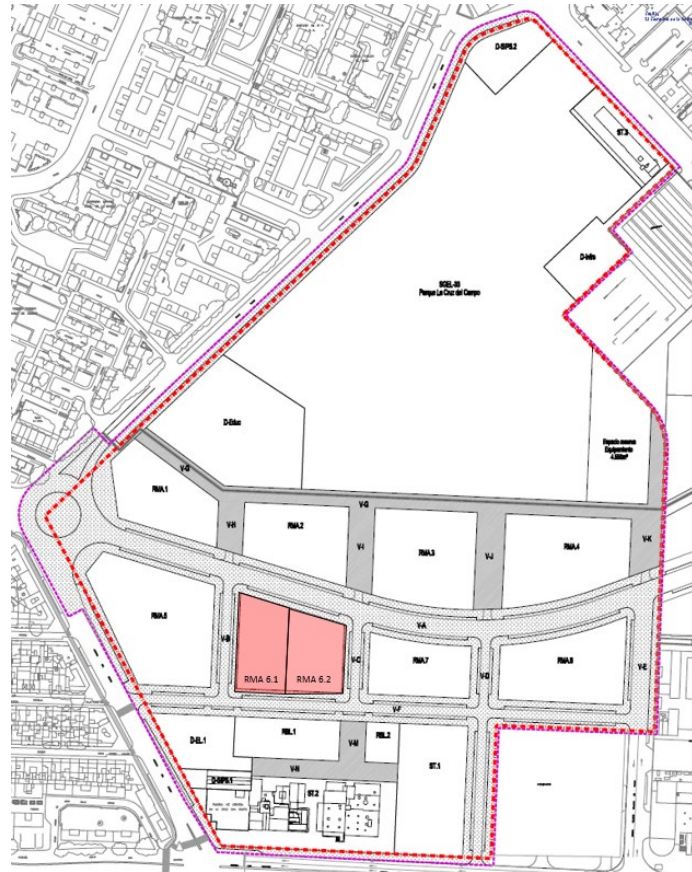 D-SIPS.2
ST.3
D-Infra
SGEL-30
Parque La Cruz del Campo
D-Educ
Espacio reserva
Equipamiento
V-G
RMA.1
V-G
V-H
RMA.2
V-I
RMA.3
V-J
RMA.4
V-K
RMA.5
V-B
V-A
RMA 6.1
RMA 6.2
V-C
RMA.7
V-D
RMA.8
V-E
V-F
D-EL.1
RBL.1
V-M
RBL.2
V-N
D-SIPS.1
ST.2
ST.1